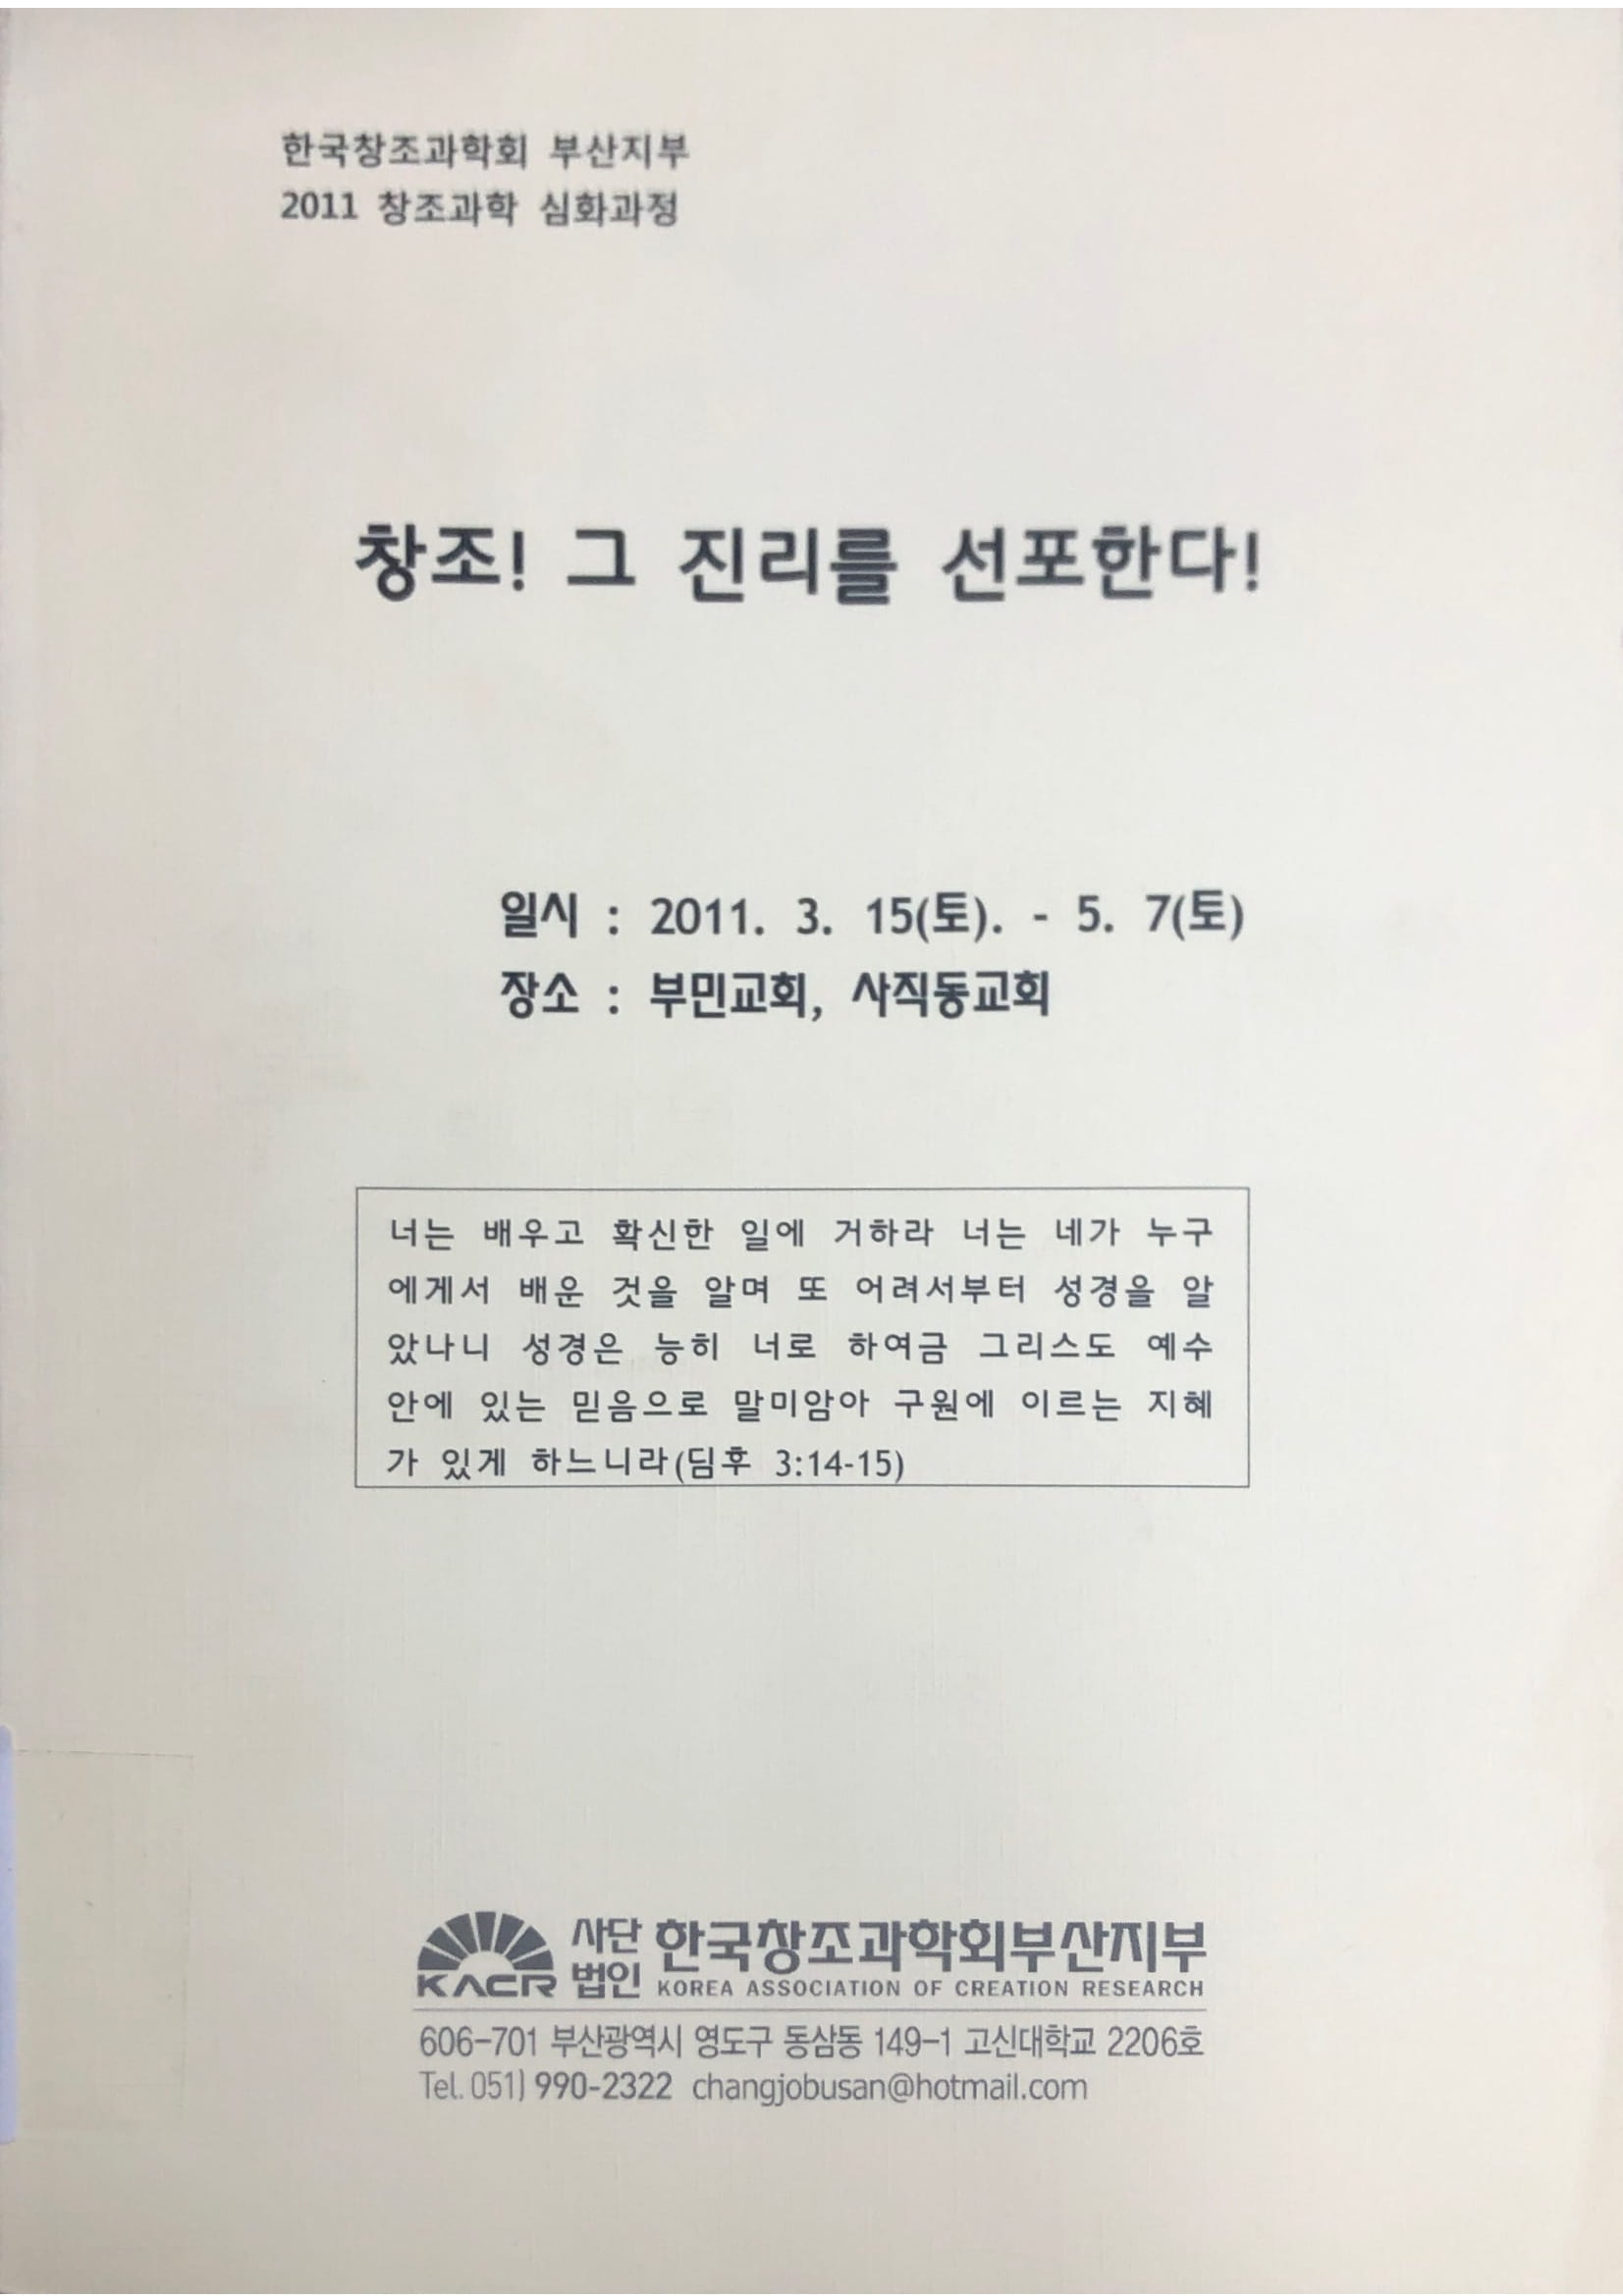 한국창조과학회 부산지부
2011 창조과학 심화과정
창조! 그 진리를 선포한다!
일시 : 2011. 3. 15(토). - 5. 7(토)
장소 : 부민교회, 사직동교회
너는 배우고 확신한 일에 거하라 너는 네가 누구
에게서 배운 것을 알며 또 어려서부터 성경을 알
았나니 성경은 능히 너로 하여금 그리스도 예수
안에 있는 믿음으로 말미암아 구원에 이르는 지혜
가 있게 하느니라(딤후 3:14-15)
KACR 사단법인 한국창조과학회부산지부
KOREA ASSOCIATION OF CREATION RESEARCH
606-701 부산광역시 영도구 동삼동 149-1 고신대학교 2206호
Tel. 051) 990-2322 changjobusan@hotmail.com